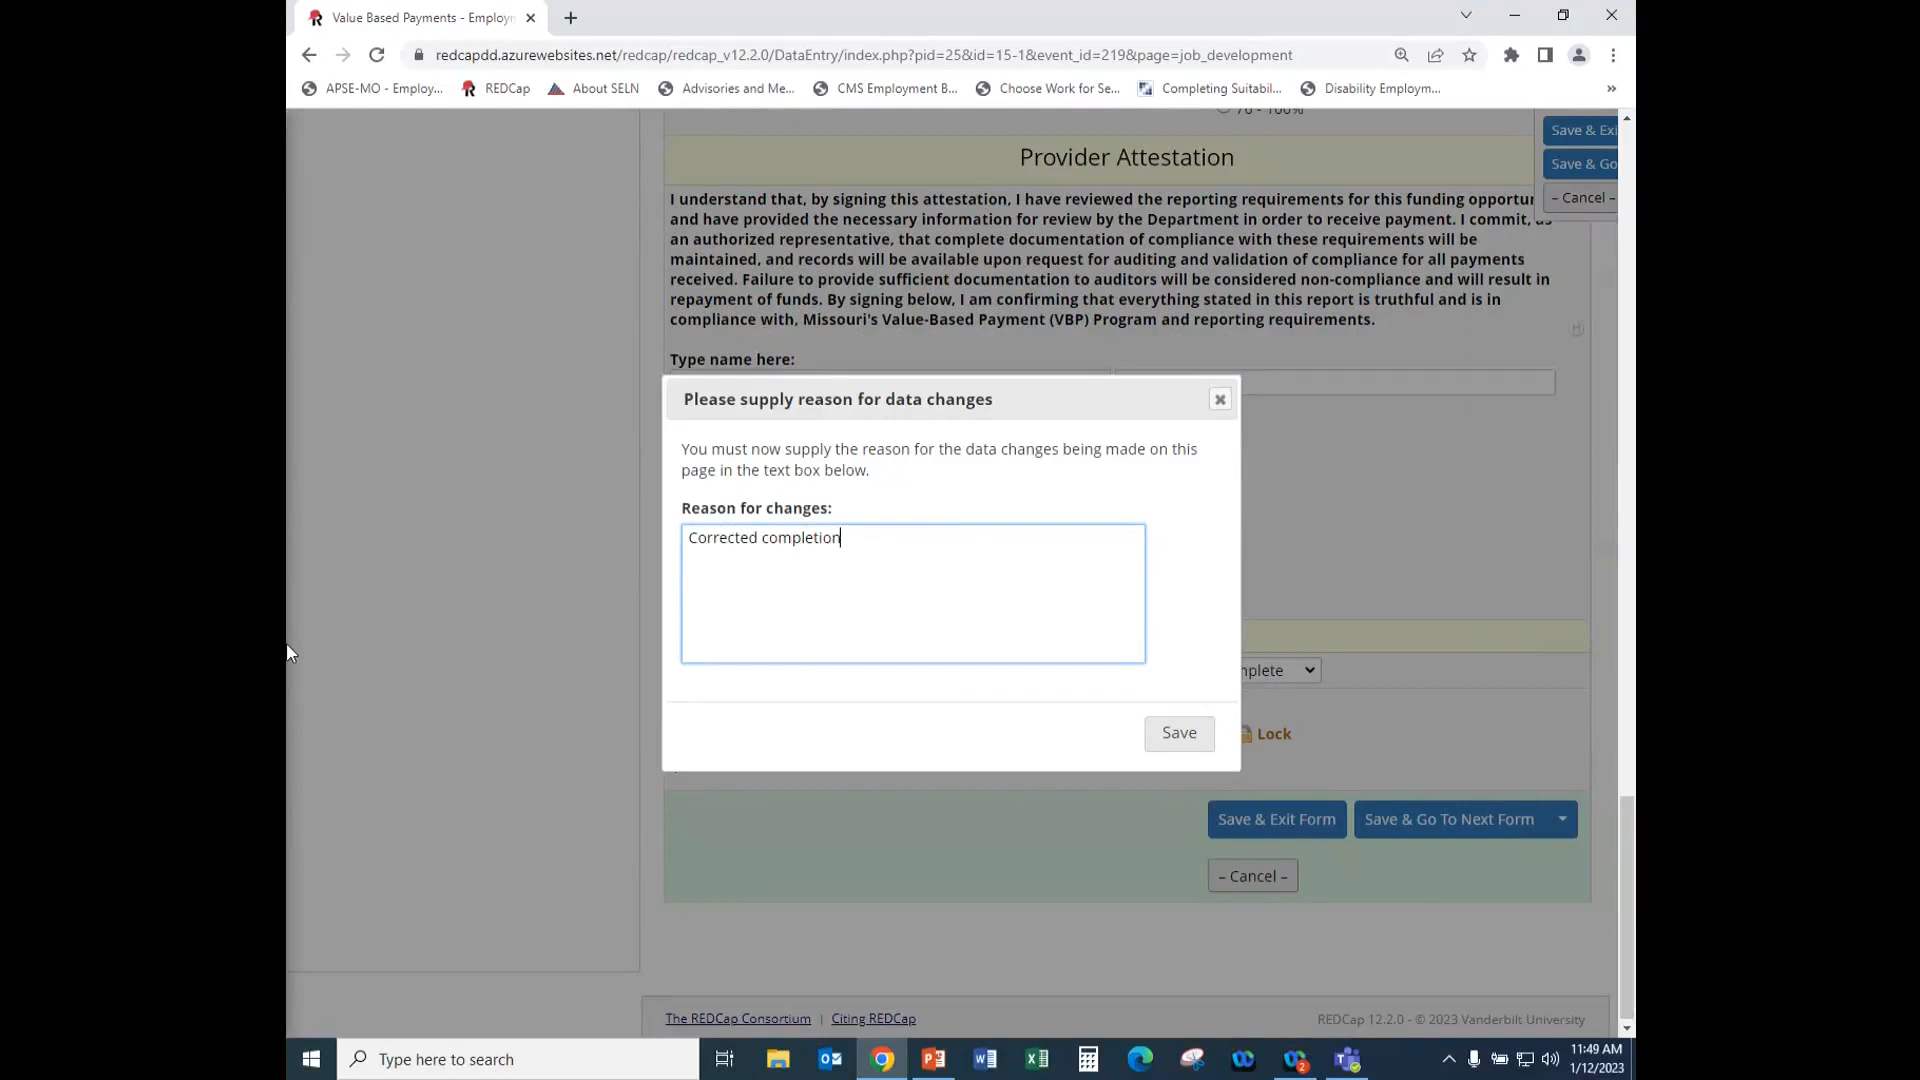 Value Based Payments - Employm
redcapdd.azurewebsites.net/redcap/redcap_v12.2.0/DataEntry/index.php?pid=25&id=15-1&event_id=219&page=job_development
APSE-MO - Employ... REDCap About SELN Advisories and Me... CMS Employment B... Choose Work for Se... Completing Suitabil... Disability Employm... »
76 - 100%
Save & Exi
Save & Go
– Cancel –
Provider Attestation
I understand that, by signing this attestation, I have reviewed the reporting requirements for this funding opportun
and have provided the necessary information for review by the Department in order to receive payment. I commit, as
an authorized representative, that complete documentation of compliance with these requirements will be
maintained, and records will be available upon request for auditing and validation of compliance for all payments
received. Failure to provide sufficient documentation to auditors will be considered non-compliance and will result in
repayment of funds. By signing below, I am confirming that everything stated in this report is truthful and is in
compliance with, Missouri's Value-Based Payment (VBP) Program and reporting requirements.
Type name here:
Please supply reason for data changes
You must now supply the reason for the data changes being made on this
page in the text box below.
Reason for changes:
Corrected completion
Save
mplete
Lock
Save & Exit Form Save & Go To Next Form
– Cancel –
The REDCap Consortium | Citing REDCap
REDCap 12.2.0 - © 2023 Vanderbilt University
Type here to search
11:49 AM
1/12/2023